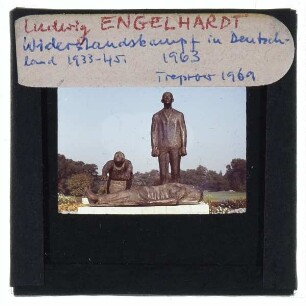 Ludwig ENGELHARDT
Widerstandskampf in Deutsch-
land 1933-45. 1963
Treptow 1969